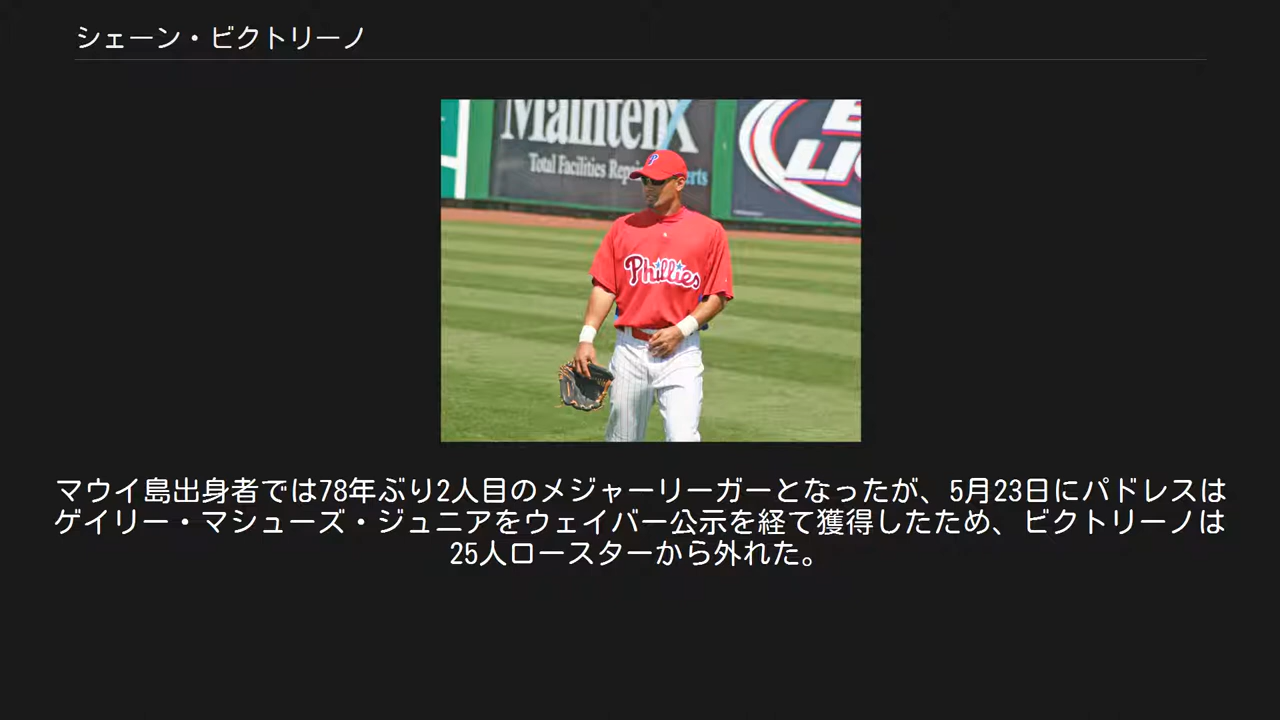 シェーン・ビクトリーノ
MaintenX
Total Facilities
Phillies
マウイ島出身者では78年ぶり2人目のメジャーリーガーとなったが、5月23日にパドレスは
ゲイリー・マシューズ・ジュニアをウェイバー公示を経て獲得したため、ビクトリーノは
25人ロースターから外れた。